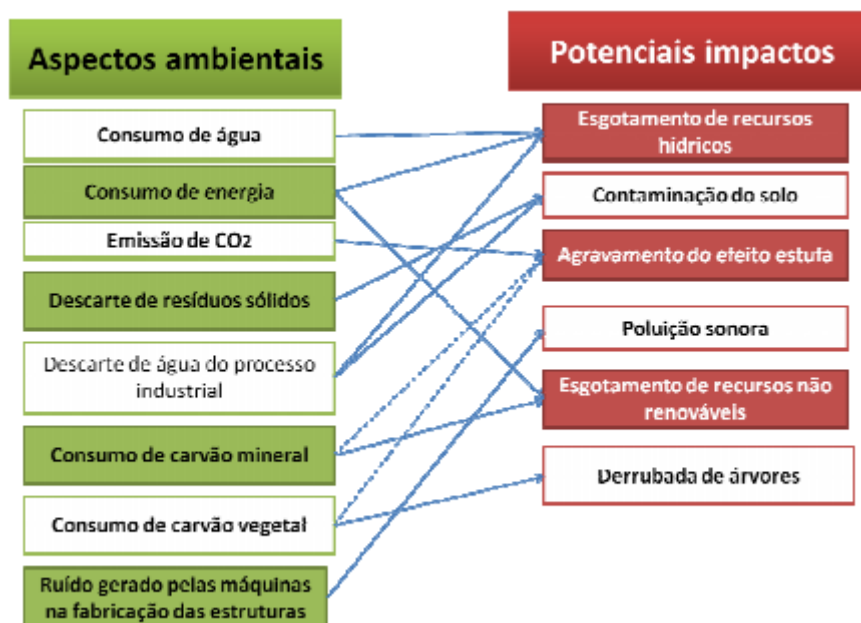 Aspectos ambientais
Consumo de água
Consumo de energia
Emissão de CO2
Descarte de resíduos sólidos
Descarte de água do processo
industrial
Consumo de carvão mineral
Consumo de carvão vegetal
Ruído gerado pelas máquinas
na fabricação das estruturas
Potenciais impactos
Esgotamento de recursos
hídricos
Contaminação do solo
Agravamento do efeito estufa
Poluição sonora
Esgotamento de recursos não
renováveis
Derrubada de árvores